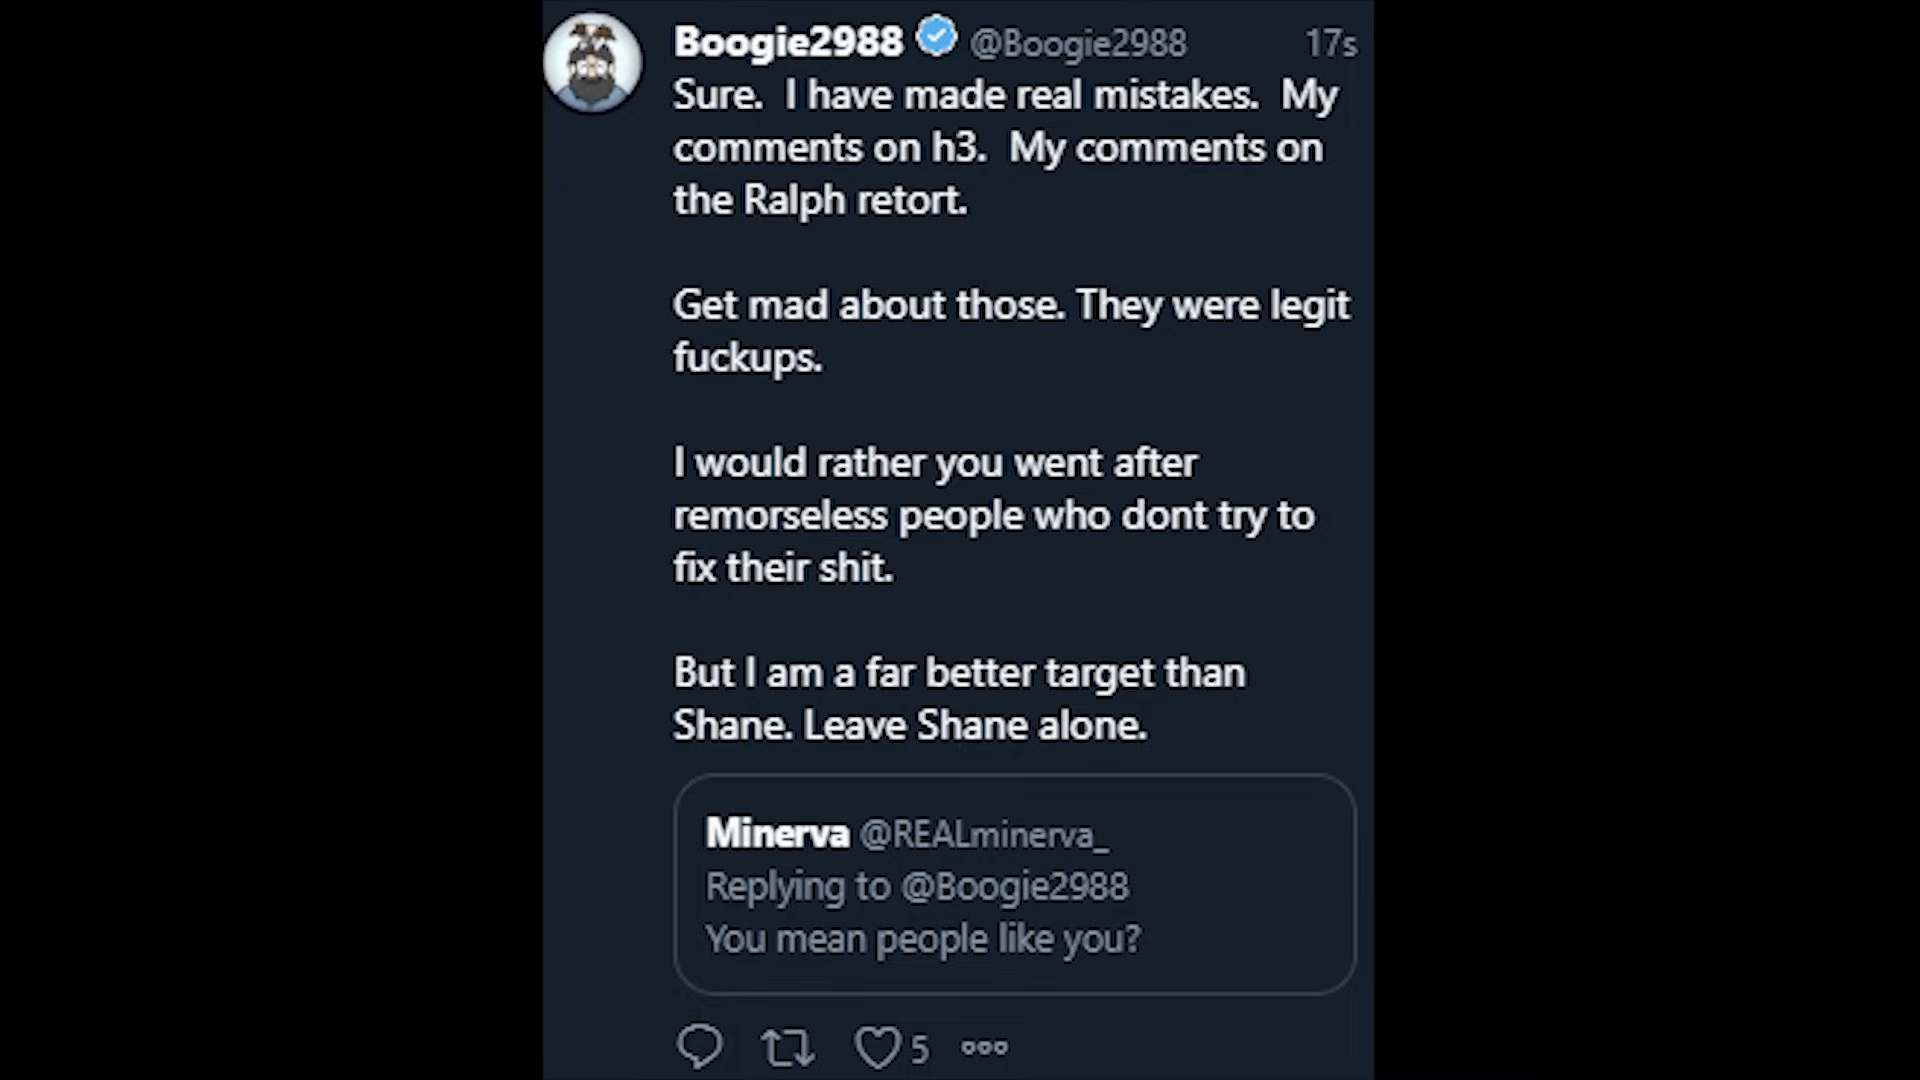 Boogie2988 @Boogie2988 17s
Sure.  I have made real mistakes.  My
comments on h3.  My comments on
the Ralph retort.
Get mad about those. They were legit
fuckups.
I would rather you went after
remorseless people who dont try to
fix their shit.
But I am a far better target than
Shane. Leave Shane alone.
Minerva @REALminerva_
Replying to @Boogie2988
You mean people like you?
5